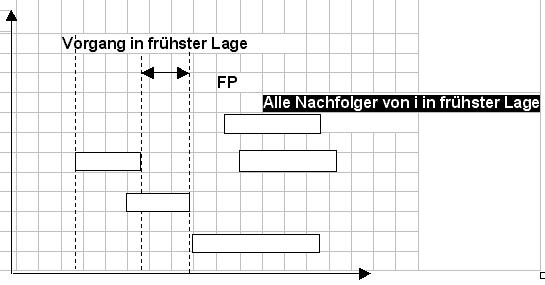 Vorgang in frühster Lage
FP
Alle Nachfolger von i in frühster Lage